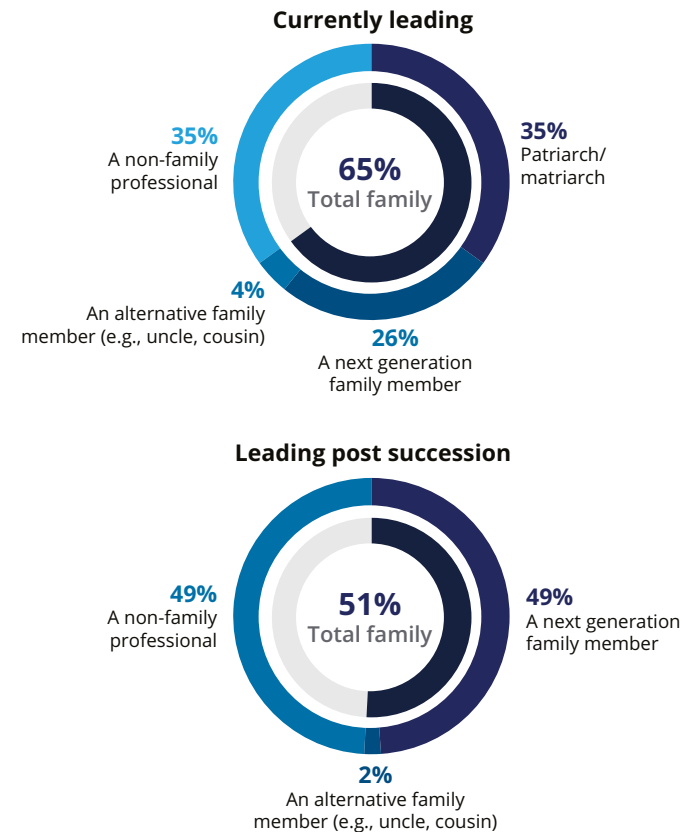 Currently leading
35%
A non-family
professional
65%
Total family
35%
Patriarch/
matriarch
4%
An alternative family
member (e.g., uncle, cousin)
26%
A next generation
family member
Leading post succession
49%
A non-family
professional
51%
Total family
49%
A next generation
family member
2%
An alternative family
member (e.g., uncle, cousin)